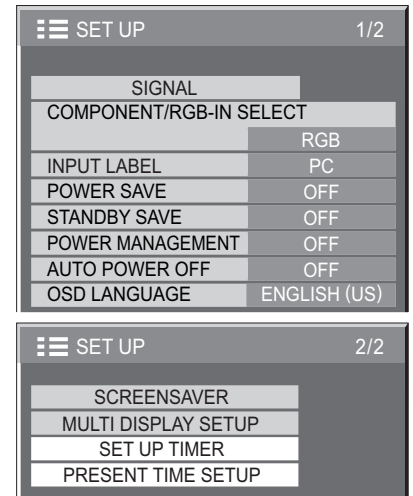 SET UP 1/2
SIGNAL
COMPONENT/RGB-IN SELECT
RGB
INPUT LABEL PC
POWER SAVE OFF
STANDBY SAVE OFF
POWER MANAGEMENT OFF
AUTO POWER OFF OFF
OSD LANGUAGE ENGLISH (US)
SET UP 2/2
SCREENSAVER
MULTI DISPLAY SETUP
SET UP TIMER
PRESENT TIME SETUP